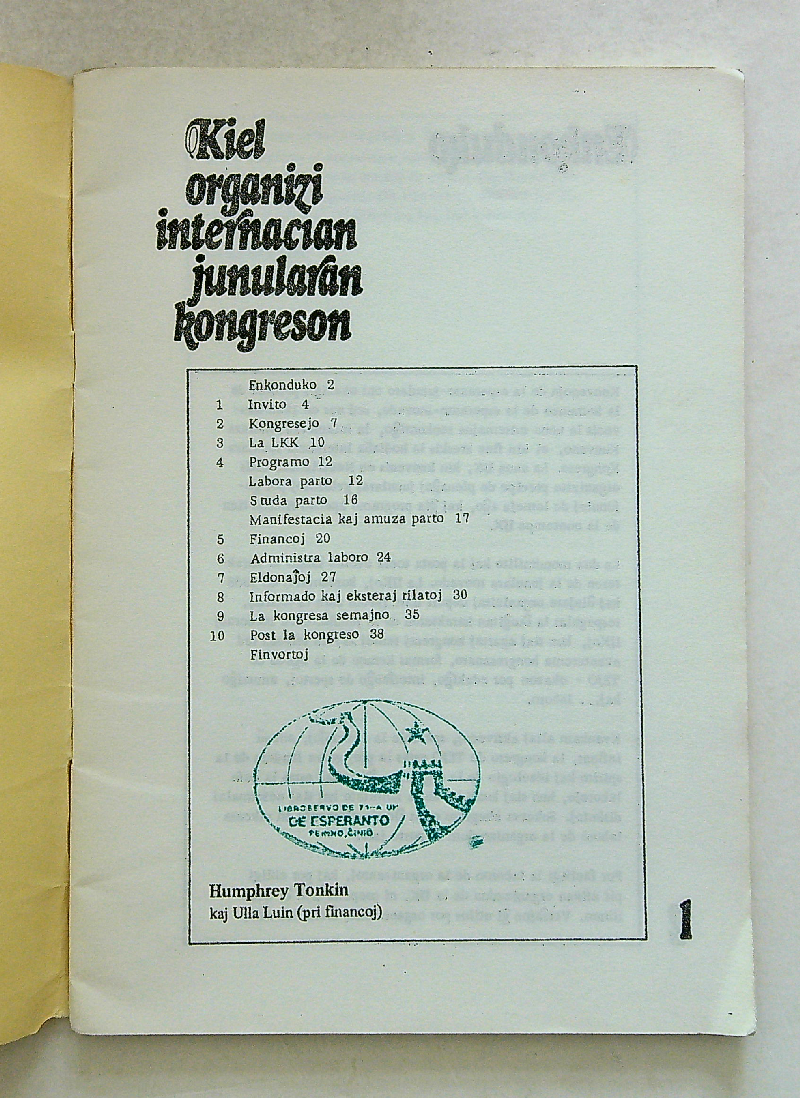 Kiel
organizi
internacian
junularan
kongreson
Enkonduko 2
1 Invito 4
2 Kongresejo 7
3 La LKK 10
4 Programo 12
Labora parto 12
Studa parto 16
Manifestacia kaj amuza parto 17
5 Financoj 20
6 Administra laboro 24
7 Eldonaĵoj 27
8 Informado kaj eksteraj rilatoj 30
9 La kongresa semajno 35
10 Post la kongreso 38
Finvortoj
LIBROSERVO DE
DE ESPERANTO
Humphrey Tonkin
kaj Ulla Luin (pri financoj)
1